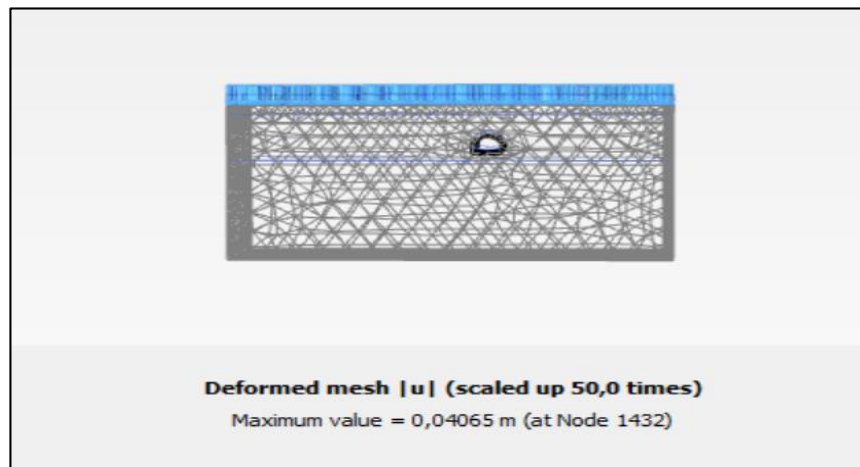 Deformed mesh |u| (scaled up 50,0 times)
Maximum value = 0,04065 m (at Node 1432)